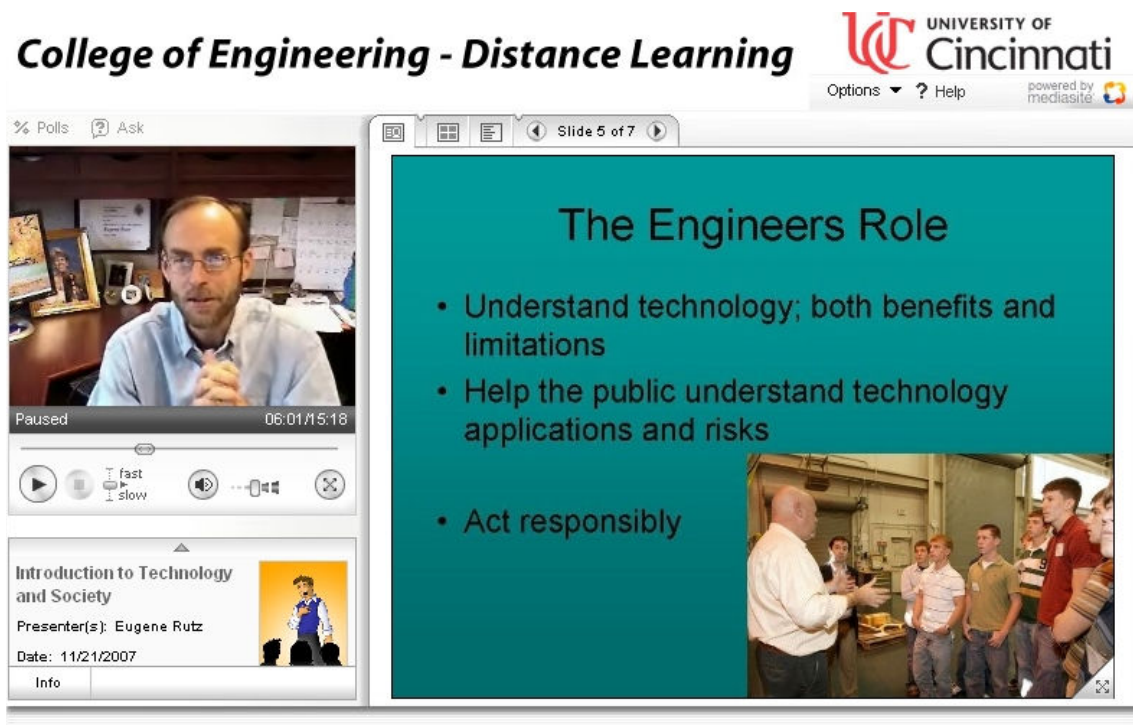 College of Engineering - Distance Learning
UNIVERSITY OF
Cincinnati
Options ? Help
powered by
mediasite
% Polls ? Ask
Slide 5 of 7
The Engineers Role
• Understand technology; both benefits and
limitations
• Help the public understand technology
applications and risks
• Act responsibly
Paused 06:01/15:18
fast
slow
Introduction to Technology
and Society
Presenter(s): Eugene Rutz
Date: 11/21/2007
Info